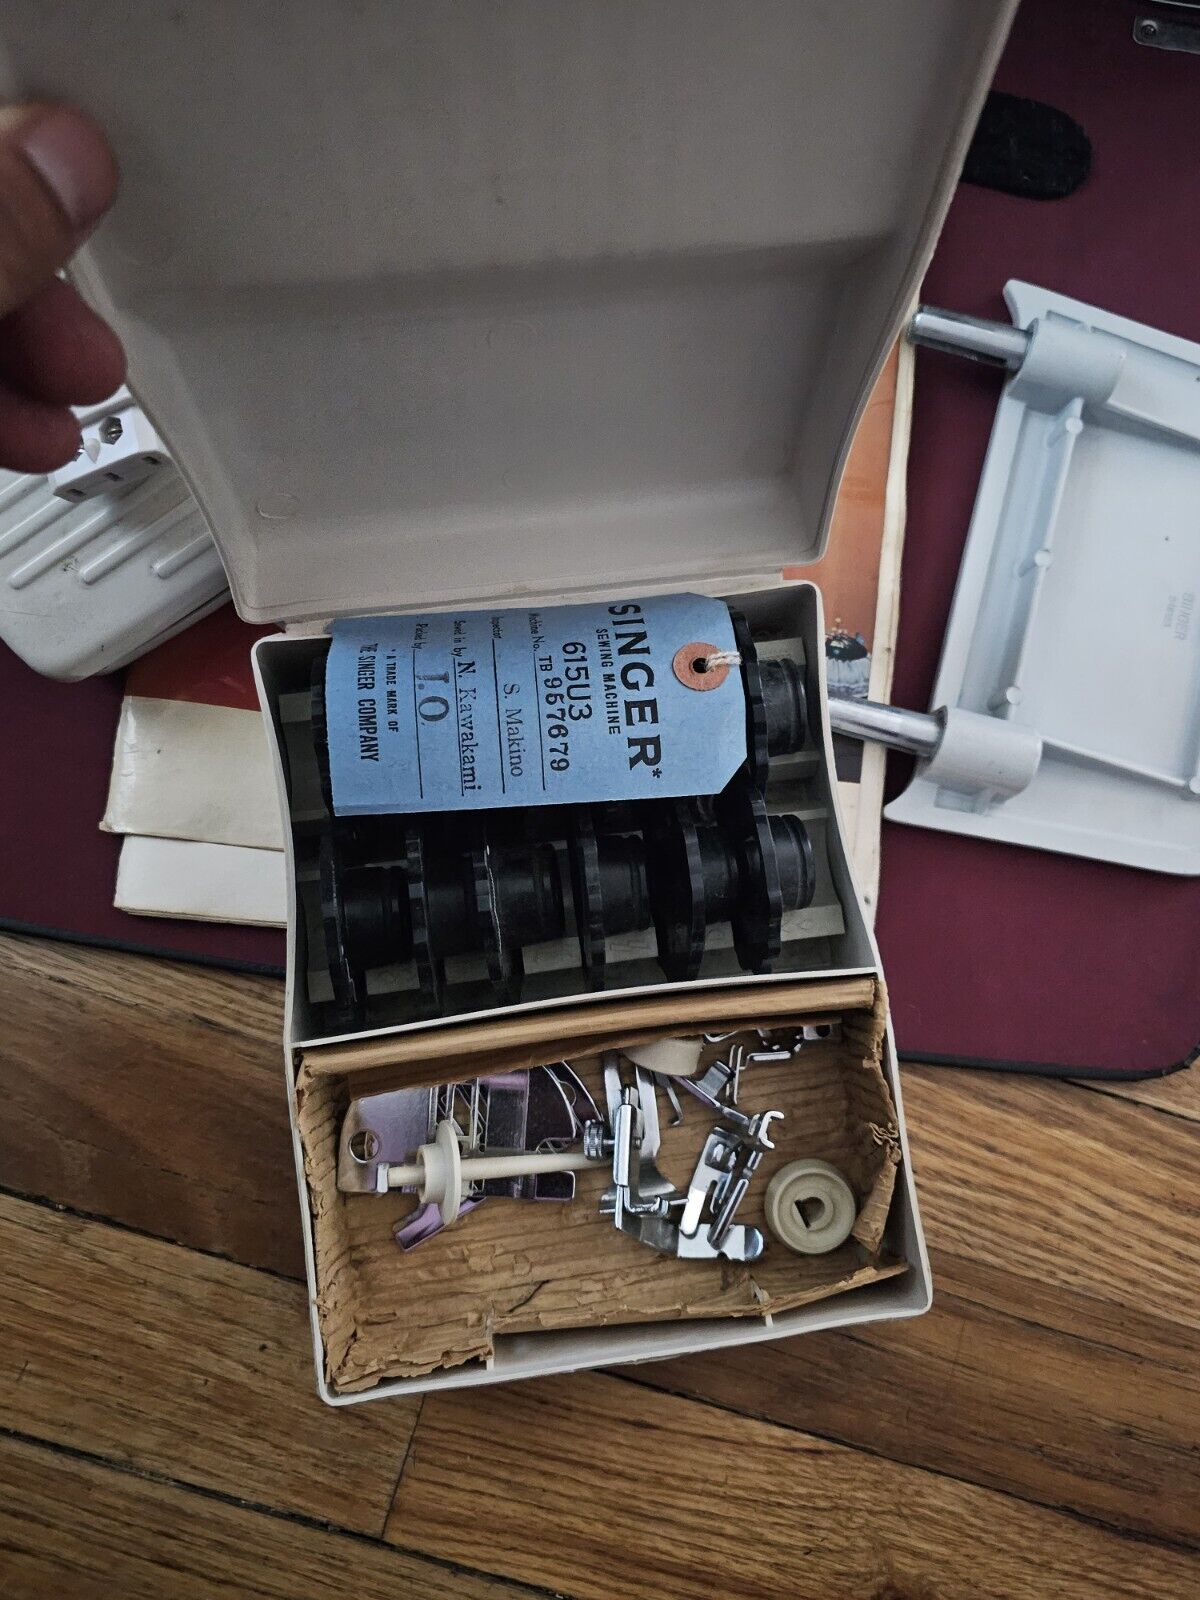 SINGER*
SEWING MACHINE
615U3
Machine No. TB 957679
Inspector S. Makino
Sewed in by N. Kawakami
Packed by J.O.
* A TRADE MARK OF
THE SINGER COMPANY
SINGER